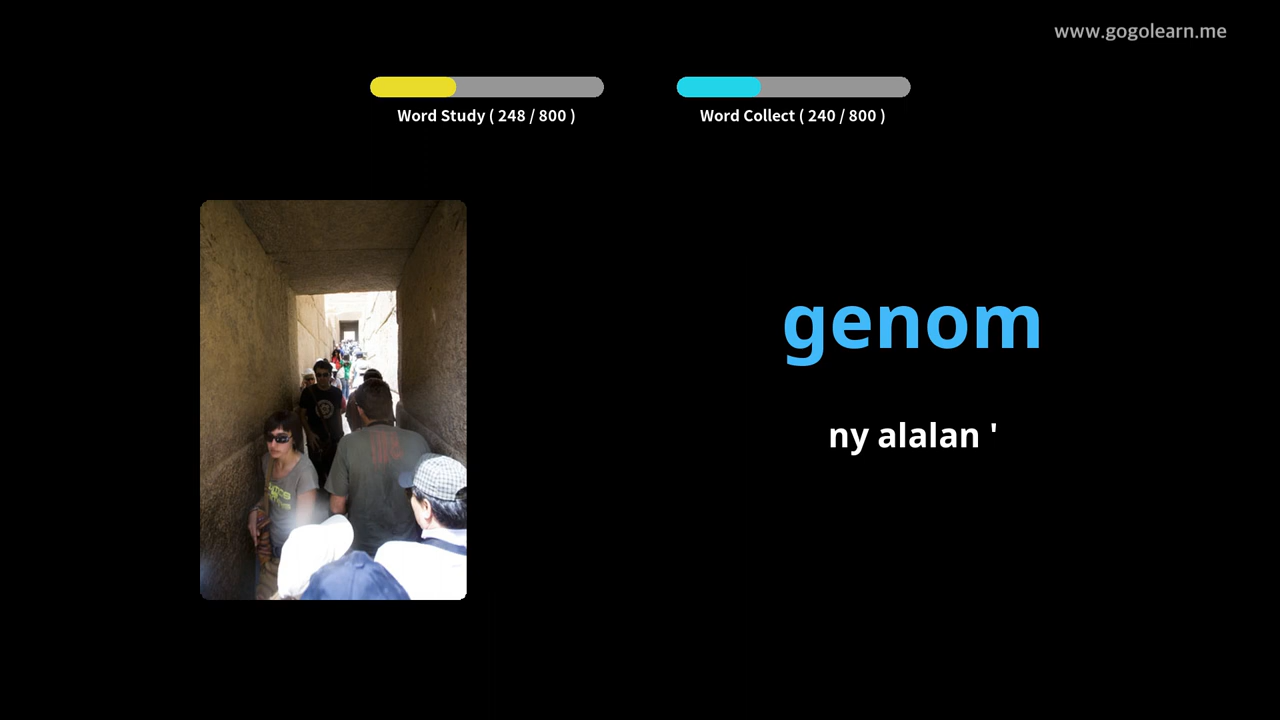 www.gogolearn.me
Word Study ( 248 / 800 )
Word Collect ( 240 / 800 )
genom
ny alalan '